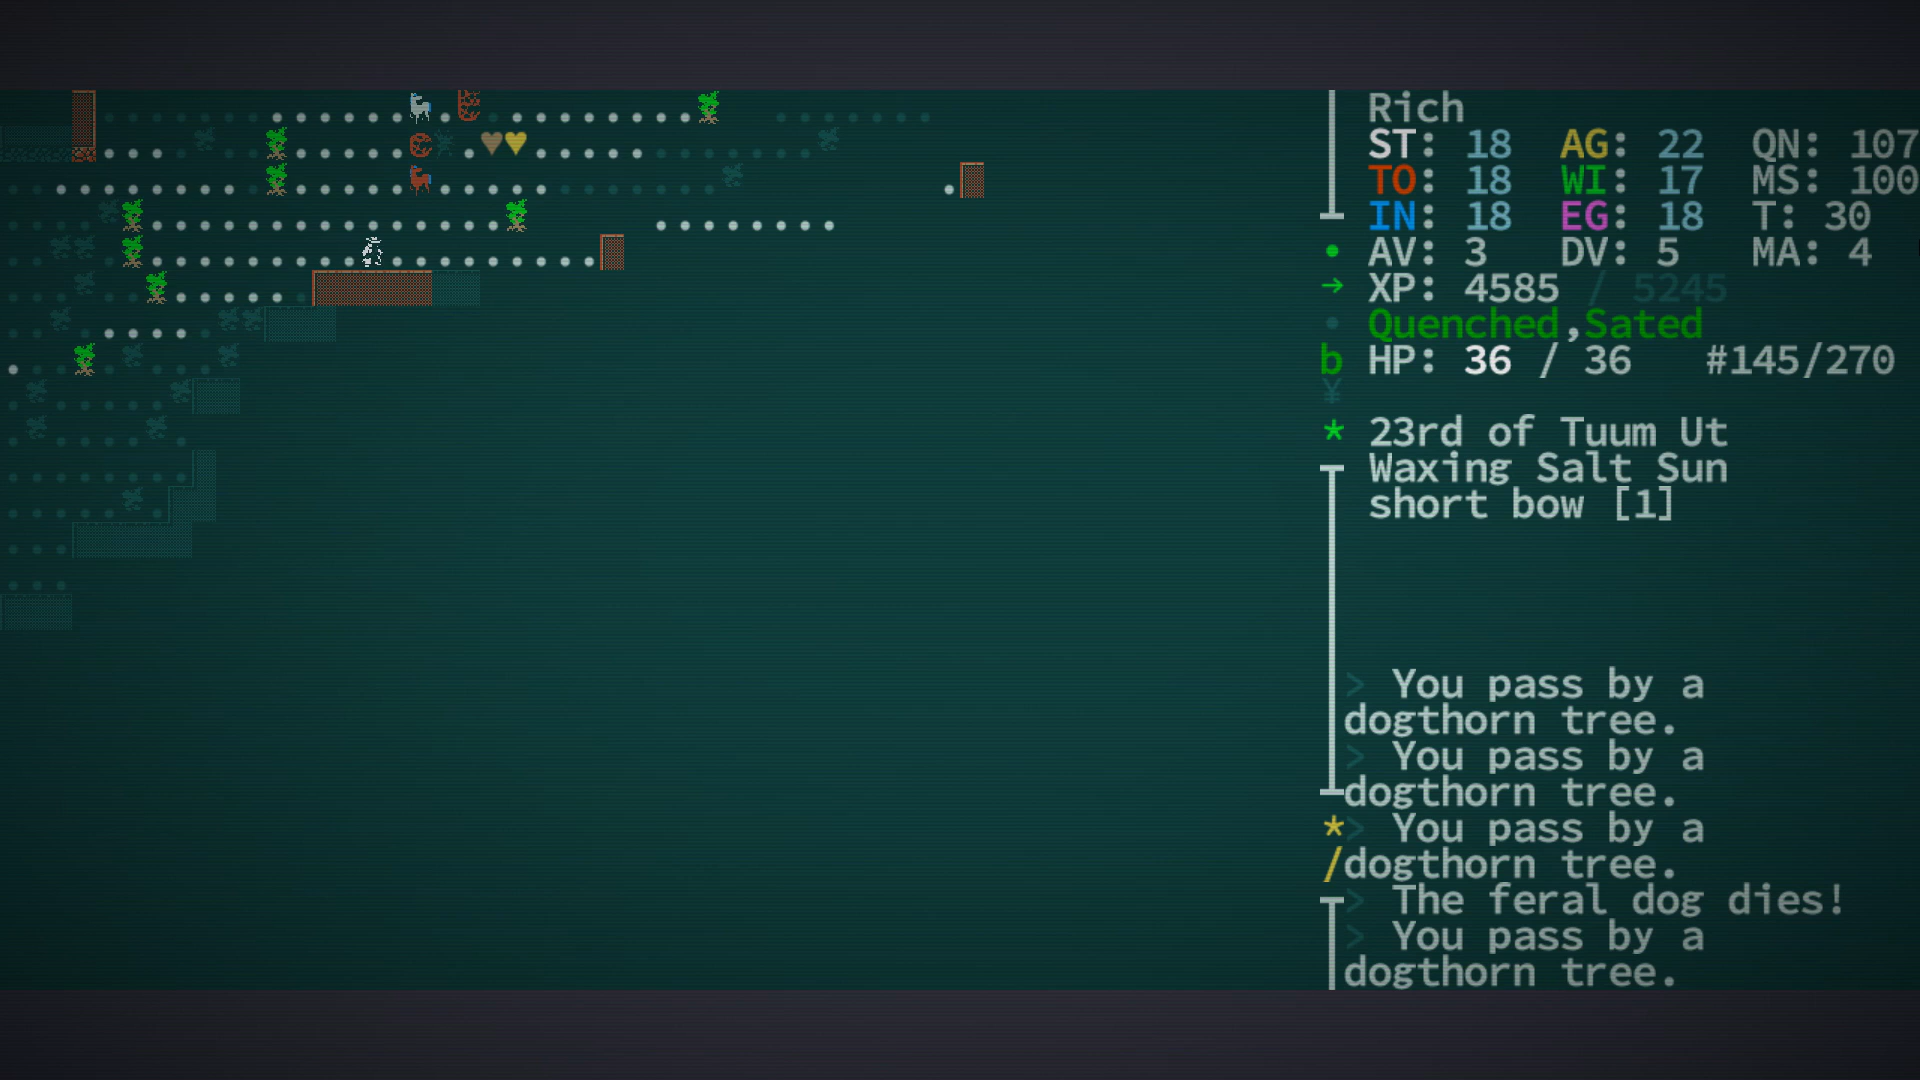 Rich
ST: 18 AG: 22 QN: 107
TO: 18 WI: 17 MS: 100
IN: 18 EG: 18 T: 30
AV: 3 DV: 5 MA: 4
→ XP: 4585 / 5245
Quenched,Sated
b HP: 36 / 36 #145/270
¥
* 23rd of Tuum Ut
Waxing Salt Sun
short bow [1]
> You pass by a
dogthorn tree.
> You pass by a
dogthorn tree.
*> You pass by a
/dogthorn tree.
> The feral dog dies!
> You pass by a
dogthorn tree.